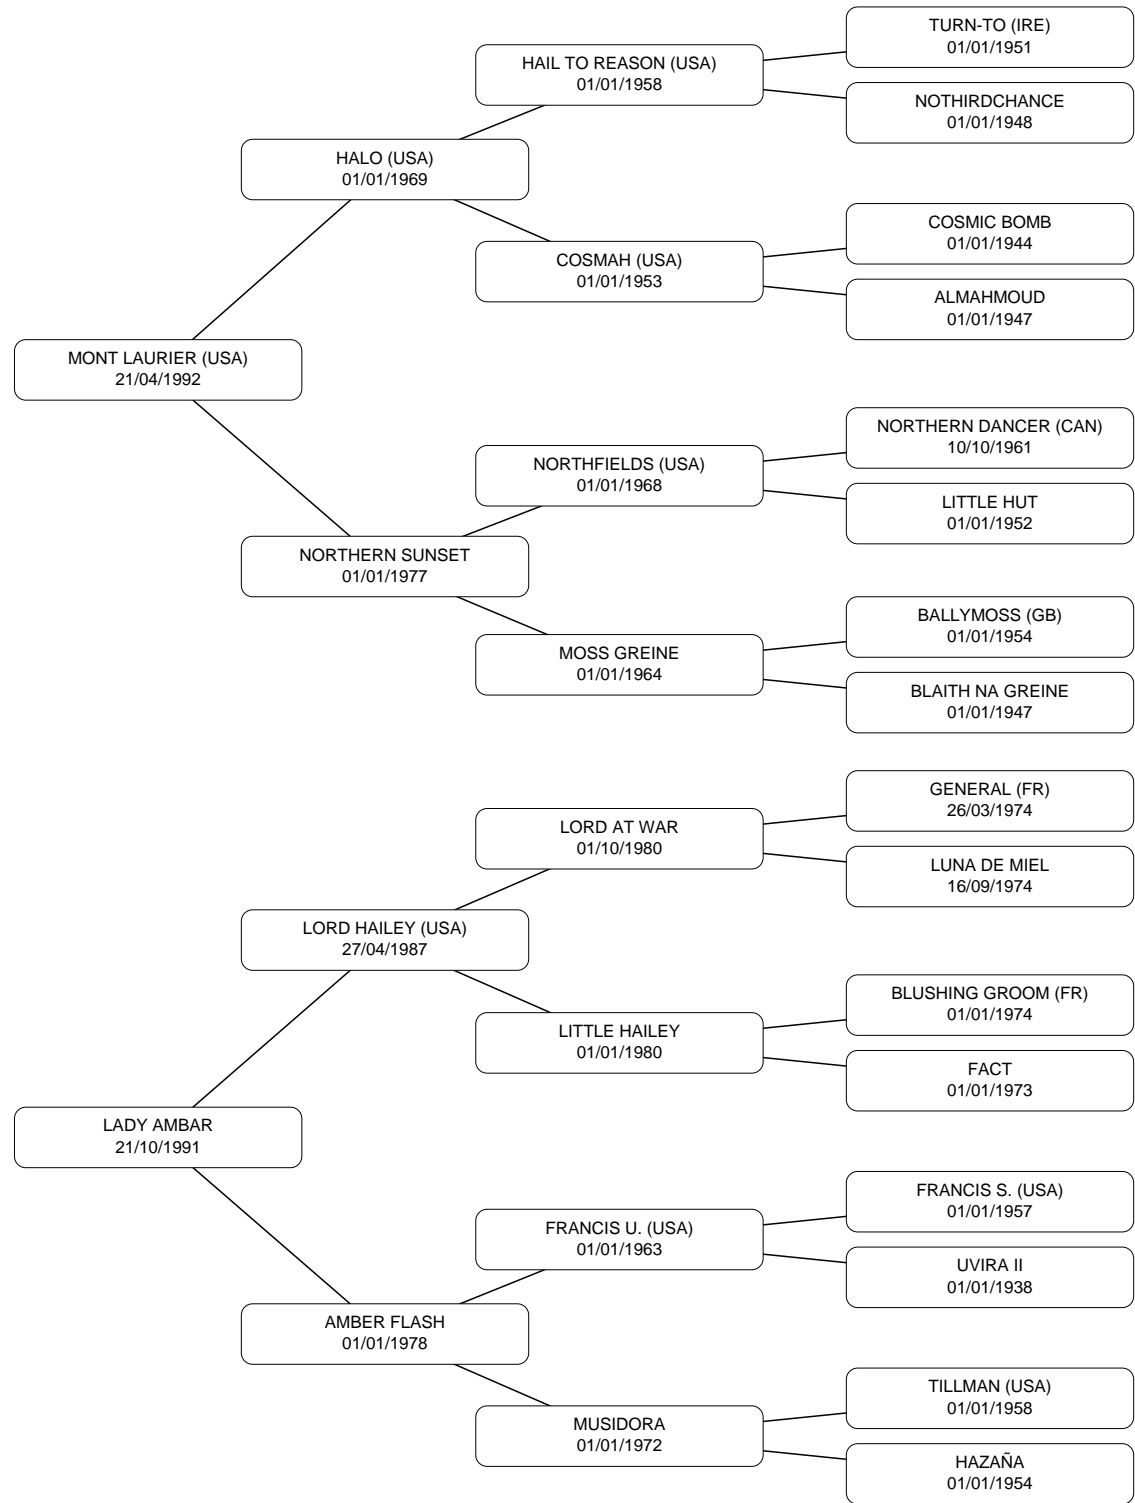 TURN-TO (IRE)
01/01/1951
HAIL TO REASON (USA)
01/01/1958
NOTHIRDCHANCE
01/01/1948
HALO (USA)
01/01/1969
COSMIC BOMB
01/01/1944
COSMAH (USA)
01/01/1953
ALMAHMOUD
01/01/1947
MONT LAURIER (USA)
21/04/1992
NORTHERN DANCER (CAN)
10/10/1961
NORTHFIELDS (USA)
01/01/1968
LITTLE HUT
01/01/1952
NORTHERN SUNSET
01/01/1977
BALLYMOSS (GB)
01/01/1954
MOSS GREINE
01/01/1964
BLAITH NA GREINE
01/01/1947
GENERAL (FR)
26/03/1974
LORD AT WAR
01/10/1980
LUNA DE MIEL
16/09/1974
LORD HAILEY (USA)
27/04/1987
BLUSHING GROOM (FR)
01/01/1974
LITTLE HAILEY
01/01/1980
FACT
01/01/1973
LADY AMBAR
21/10/1991
FRANCIS S. (USA)
01/01/1957
FRANCIS U. (USA)
01/01/1963
UVIRA II
01/01/1938
AMBER FLASH
01/01/1978
TILLMAN (USA)
01/01/1958
MUSIDORA
01/01/1972
HAZAÑA
01/01/1954